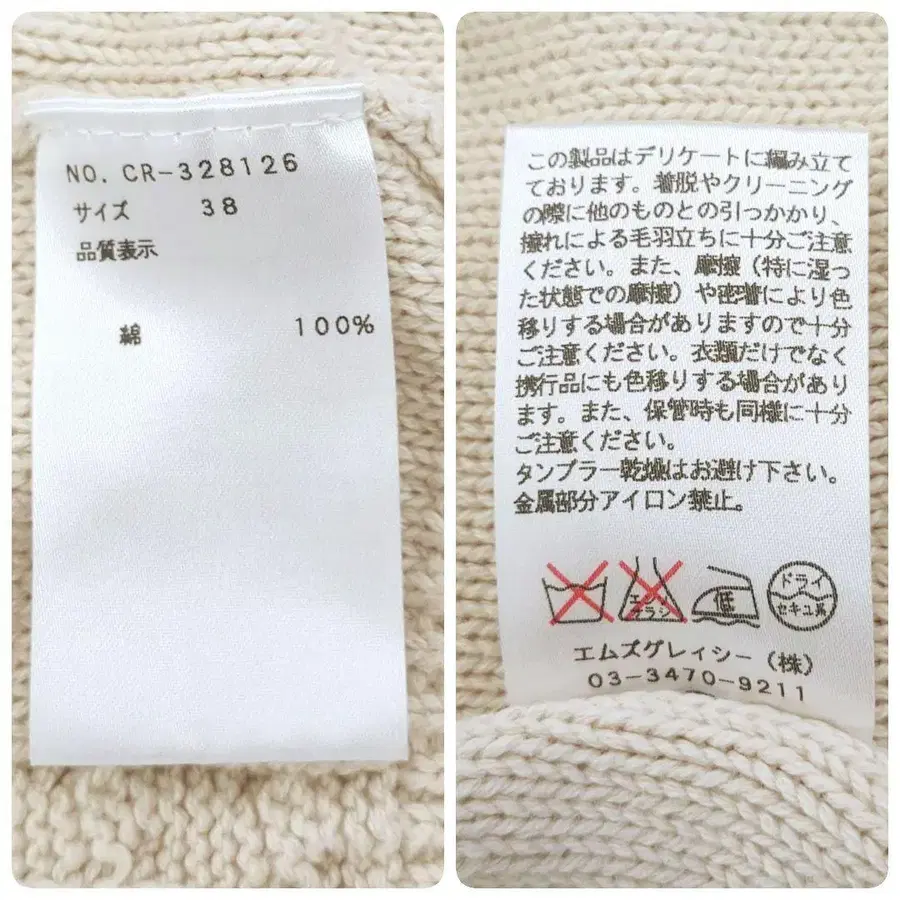 NO. CR-328126
サイズ 38
品質表示
綿 100%
この製品はデリケートに編み立て
ております。着脱やクリーニング
の際に他のものとの引つかかり、
擦れによる毛羽立ちに十分ご注意
ください。また、摩擦(特に湿っ
た状態での摩擦)や密着により色
移りする場合がありますので十分
ご注意ください。衣類だけでなく
携行品にも色移りする場合があり
ます。また、保管時も同様に十分
ご注意ください。
タンブラー乾燥はお避け下さい。
金属部分アイロン禁止。
エンソ
サラシ
低
ドライ
セキユ系
エムズグレィシー(株)
03-3470-9211